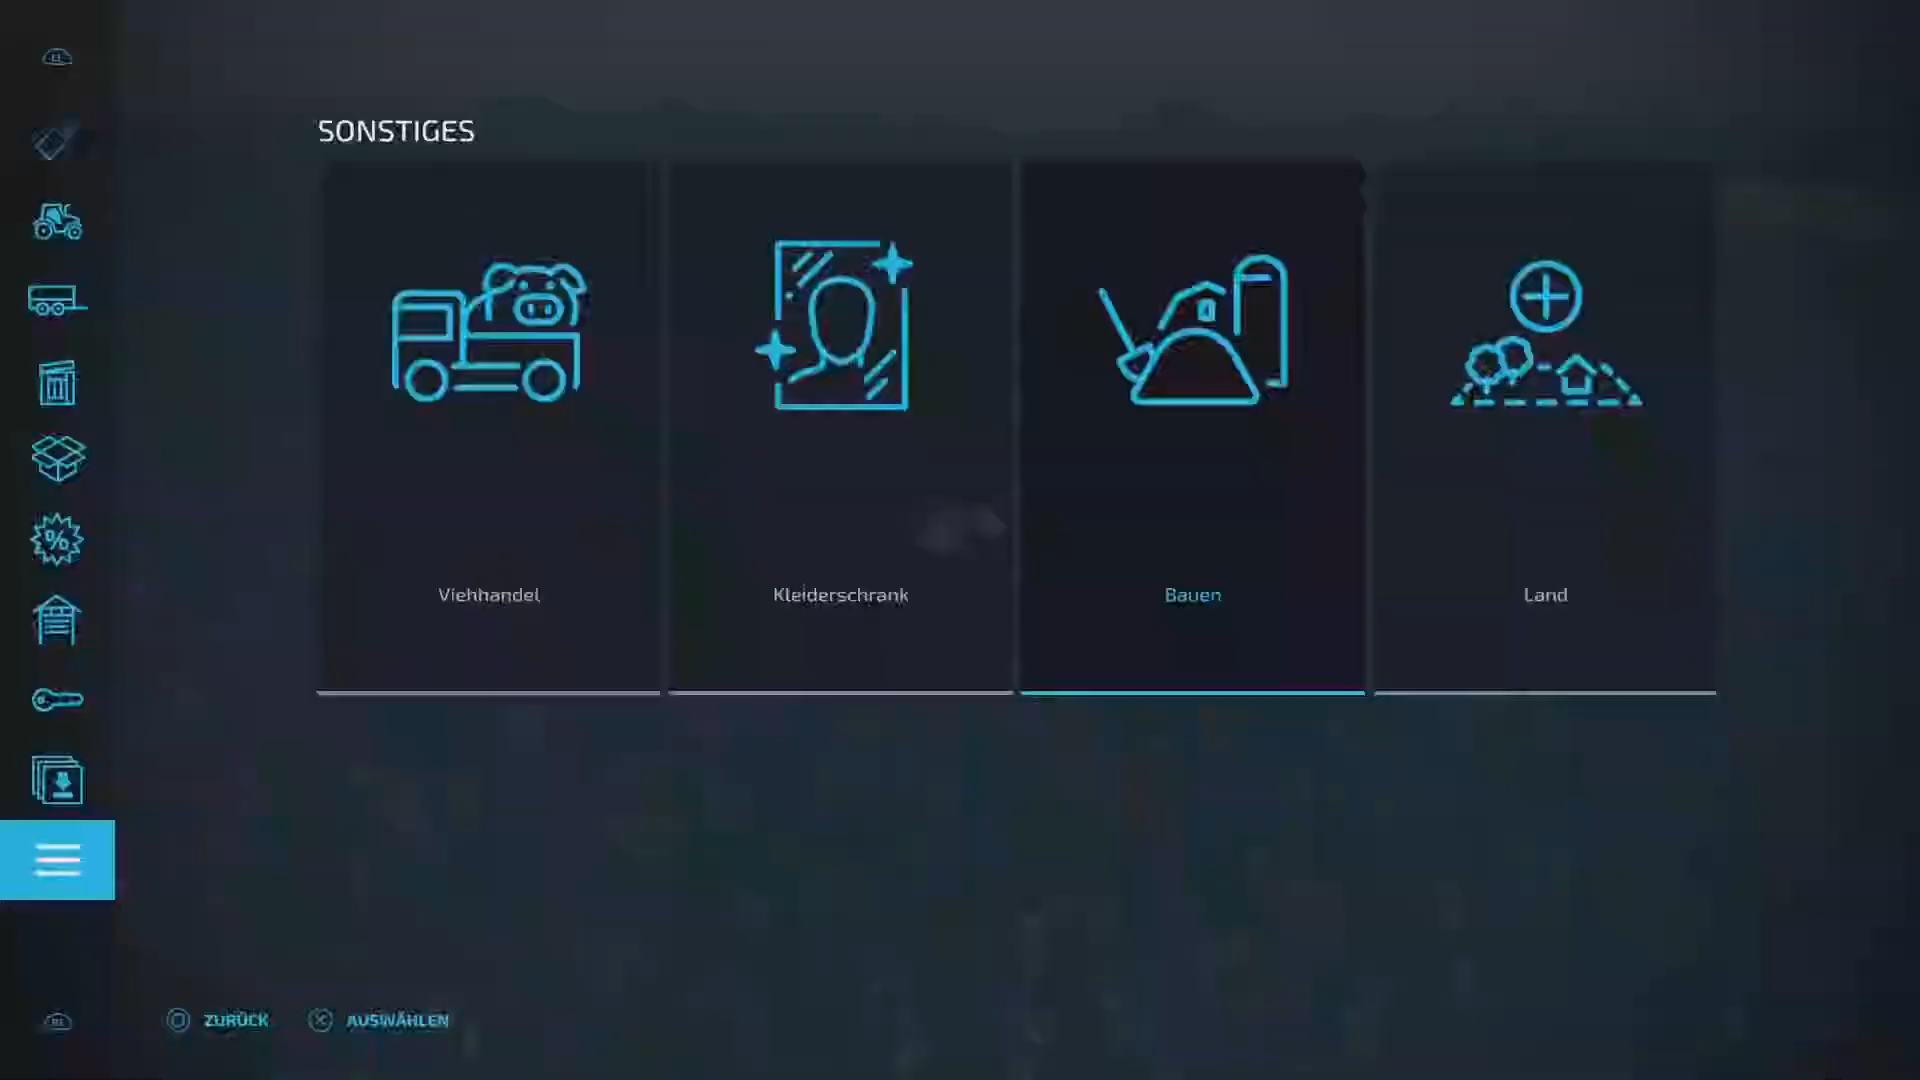 SONSTIGES
Viehhandel
Kleiderschrank
Bauen
Land
%
ZURÜCK
AUSWÄHLEN